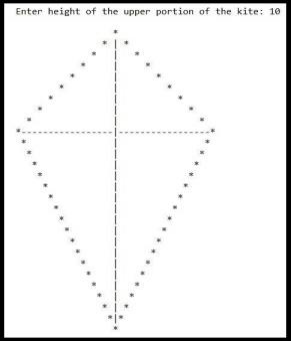 Enter height of the upper portion of the kite: 10